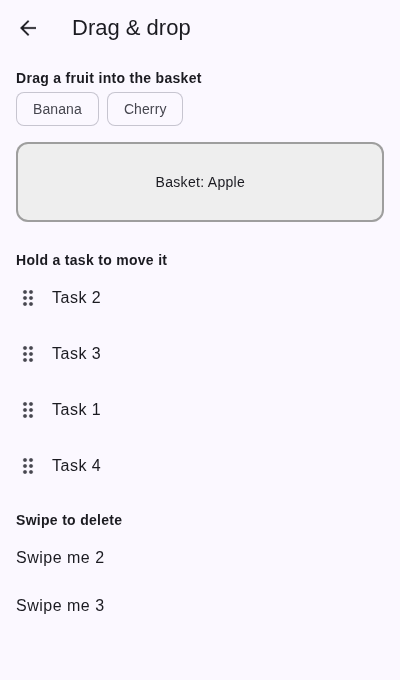 Drag & drop
Drag a fruit into the basket
Banana Cherry
Basket: Apple
Hold a task to move it
Task 2
Task 3
Task 1
Task 4
Swipe to delete
Swipe me 2
Swipe me 3